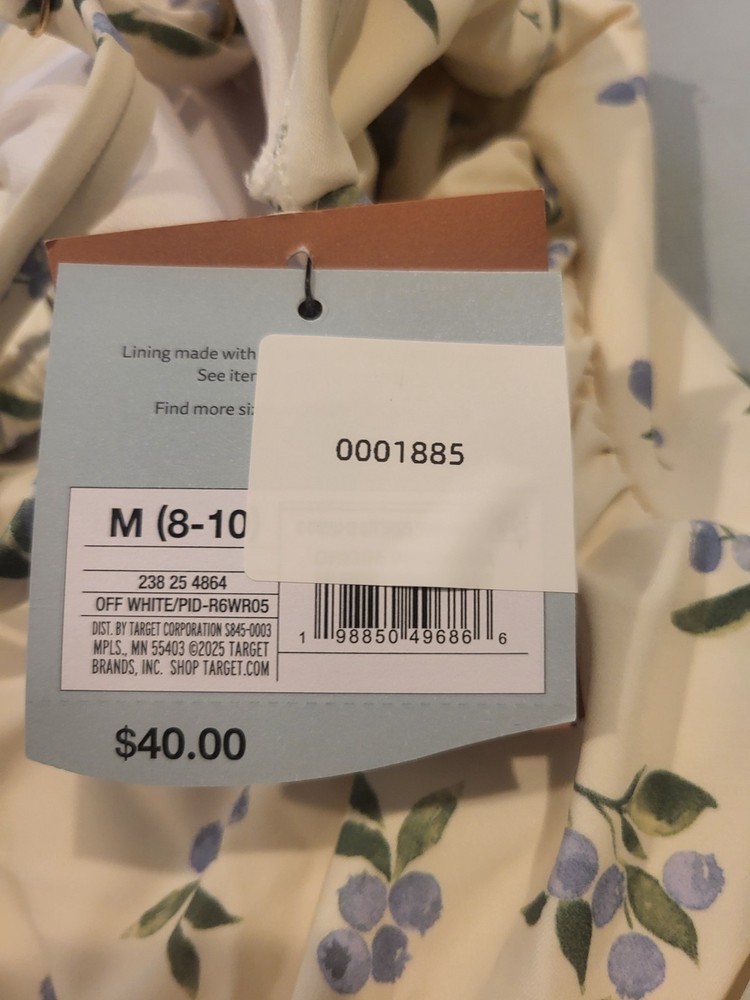 Lining made with
See
Find more
0001885
M (8-10
238 25 4864
OFF WHITE/PID-R6WR05
DIST. BY TARGET CORPORATION S845-0003
MPLS., MN 55403 ©2025 TARGET
BRANDS, INC. SHOP TARGET.COM
1 98850 49686 6
$40.00